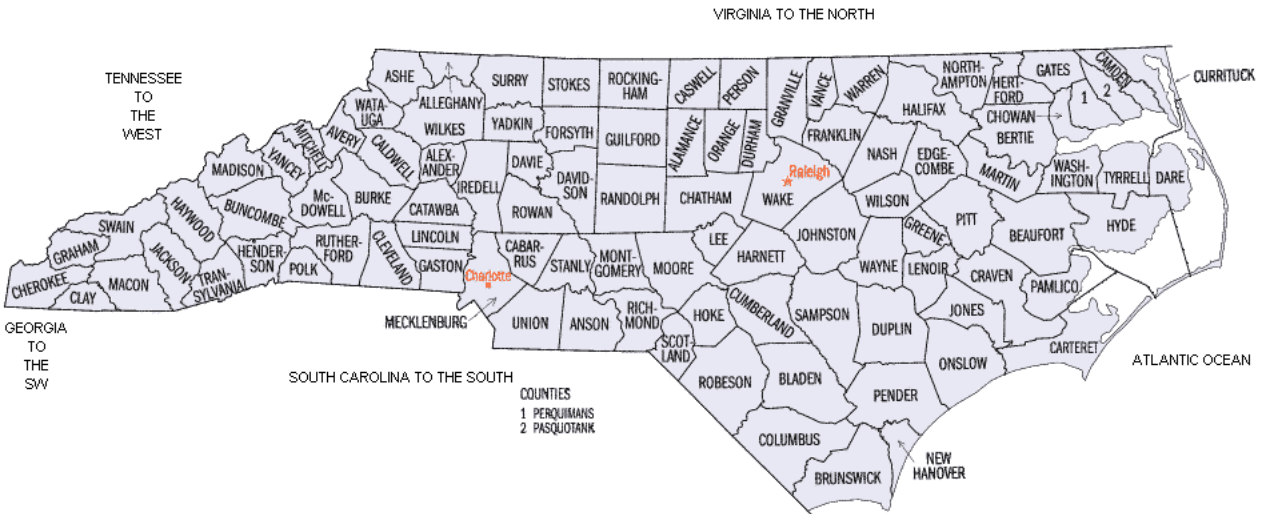 VIRGINIA TO THE NORTH
TENNESSEE
TO
THE
WEST
ASHE
ALLEGHANY
SURRY
STOKES
ROCKING-
HAM
CASWELL
PERSON
GRANVILLE
VANCE
WARREN
NORTH-
AMPTON
HERT-
FORD
GATES
CAMDEN
CURRITUCK
1
2
CHOWAN
BERTIE
HALIFAX
WATA-
UGA
WILKES
YADKIN
FORSYTH
GUILFORD
ALAMANCE
ORANGE
DURHAM
FRANKLIN
NASH
EDGE-
COMBE
MARTIN
WASH-
INGTON
TYRRELL
DARE
MITCHELL
AVERY
CALDWELL
ALEX-
ANDER
IREDELL
DAVIE
DAVID-
SON
RANDOLPH
CHATHAM
Raleigh
WAKE
WILSON
PITT
BEAUFORT
HYDE
MADISON
YANCEY
Mc-
DOWELL
BURKE
CATAWBA
ROWAN
JOHNSTON
GREENE
SWAIN
HAYWOOD
BUNCOMBE
RUTHER-
FORD
CLEVELAND
LINCOLN
GASTON
CABAR-
RUS
STANLY
MONT-
GOMERY
MOORE
LEE
HARNETT
WAYNE
LENOIR
CRAVEN
PAMLICO
GRAHAM
CHEROKEE
CLAY
MACON
JACKSON
TRAN-
SYLVANIA
HENDER-
SON
POLK
Charlotte
MECKLENBURG
UNION
ANSON
RICH-
MOND
SCOT-
LAND
HOKE
CUMBERLAND
SAMPSON
DUPLIN
JONES
ONSLOW
CARTERET
GEORGIA
TO
THE
SW
SOUTH CAROLINA TO THE SOUTH
ATLANTIC OCEAN
ROBESON
BLADEN
PENDER
COLUMBUS
BRUNSWICK
NEW
HANOVER
COUNTIES
1 PERQUIMANS
2 PASQUOTANK